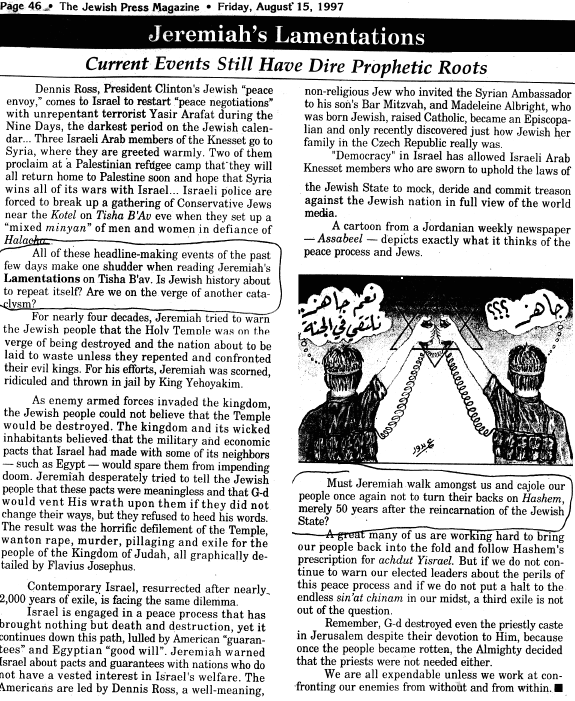 Page 46 • The Jewish Press Magazine • Friday, August 15, 1997
Jeremiah's Lamentations
Current Events Still Have Dire Prophetic Roots
Dennis Ross, President Clinton's Jewish "peace
envoy," comes to Israel to restart "peace negotiations"
with unrepentant terrorist Yasir Arafat during the
Nine Days, the darkest period on the Jewish calen-
dar... Three Israeli Arab members of the Knesset go to
Syria, where they are greeted warmly. Two of them
proclaim at a Palestinian refugee camp that they will
all return home to Palestine soon and hope that Syria
wins all of its wars with Israel... Israeli police are
forced to break up a gathering of Conservative Jews
near the Kotel on Tisha B'Av eve when they set up a
"mixed minyan" of men and women in defiance of
Halacha.
All of these headline-making events of the past
few days make one shudder when reading Jeremiah's
Lamentations on Tisha B'av. Is Jewish history about
to repeat itself? Are we on the verge of another cata-
clysm?
For nearly four decades, Jeremiah tried to warn
the Jewish people that the Holy Temple was on the
verge of being destroyed and the nation about to be
laid to waste unless they repented and confronted
their evil kings. For his efforts, Jeremiah was scorned,
ridiculed and thrown in jail by King Yehoyakim.
As enemy armed forces invaded the kingdom,
the Jewish people could not believe that the Temple
would be destroyed. The kingdom and its wicked
inhabitants believed that the military and economic
pacts that Israel had made with some of its neighbors
— such as Egypt — would spare them from impending
doom. Jeremiah desperately tried to tell the Jewish
people that these pacts were meaningless and that G-d
would vent His wrath upon them if they did not
change their ways, but they refused to heed his words.
The result was the horrific defilement of the Temple,
wanton rape, murder, pillaging and exile for the
people of the Kingdom of Judah, all graphically de-
tailed by Flavius Josephus.
Contemporary Israel, resurrected after nearly
2,000 years of exile, is facing the same dilemma.
Israel is engaged in a peace process that has
brought nothing but death and destruction, yet it
continues down this path, lulled by American "guaran-
tees" and Egyptian "good will". Jeremiah warned
Israel about pacts and guarantees with nations who do
not have a vested interest in Israel's welfare. The
Americans are led by Dennis Ross, a well-meaning,
non-religious Jew who invited the Syrian Ambassador
to his son's Bar Mitzvah, and Madeleine Albright, who
was born Jewish, raised Catholic, became an Episcopa-
lian and only recently discovered just how Jewish her
family in the Czech Republic really was.
"Democracy" in Israel has allowed Israeli Arab
Knesset members who are sworn to uphold the laws of
the Jewish State to mock, deride and commit treason
against the Jewish nation in full view of the world
media.
A cartoon from a Jordanian weekly newspaper
— Assabeel — depicts exactly what it thinks of the
peace process and Jews.
جاهز؟؟؟
نعم جاهز..
نلتقي في الجنة
Must Jeremiah walk amongst us and cajole our
people once again not to turn their backs on Hashem,
merely 50 years after the reincarnation of the Jewish
State?
A great many of us are working hard to bring
our people back into the fold and follow Hashem's
prescription for achdut Yisrael. But if we do not con-
tinue to warn our elected leaders about the perils of
this peace process and if we do not put a halt to the
endless sin'at chinam in our midst, a third exile is not
out of the question.
Remember, G-d destroyed even the priestly caste
in Jerusalem despite their devotion to Him, because
once the people became rotten, the Almighty decided
that the priests were not needed either.
We are all expendable unless we work at con-
fronting our enemies from without and from within. ■